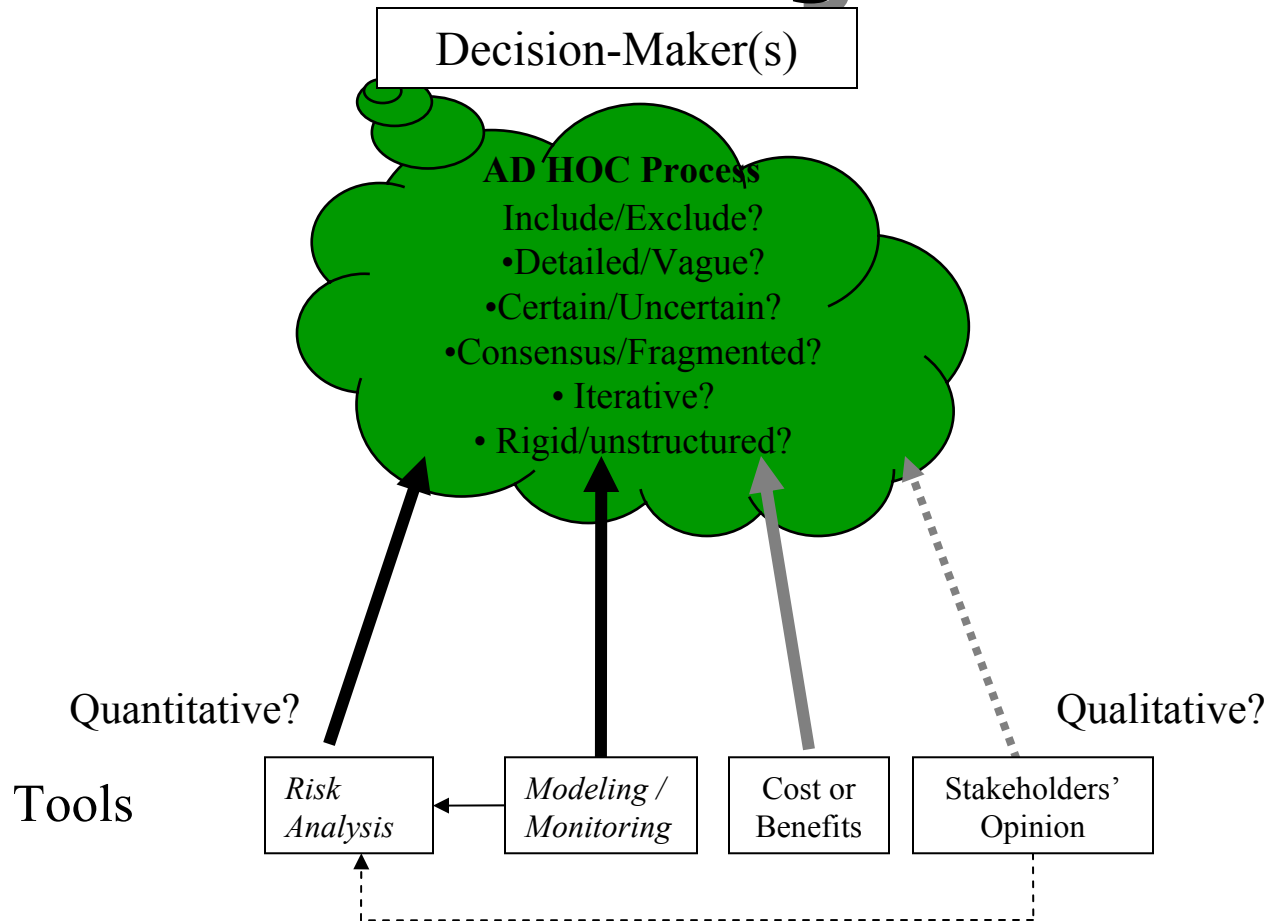 Decision-Maker(s)
AD HOC Process
Include/Exclude?
•Detailed/Vague?
•Certain/Uncertain?
•Consensus/Fragmented?
• Iterative?
• Rigid/unstructured?
Quantitative?
Qualitative?
Tools
Risk
Analysis
Modeling /
Monitoring
Cost or
Benefits
Stakeholders’
Opinion